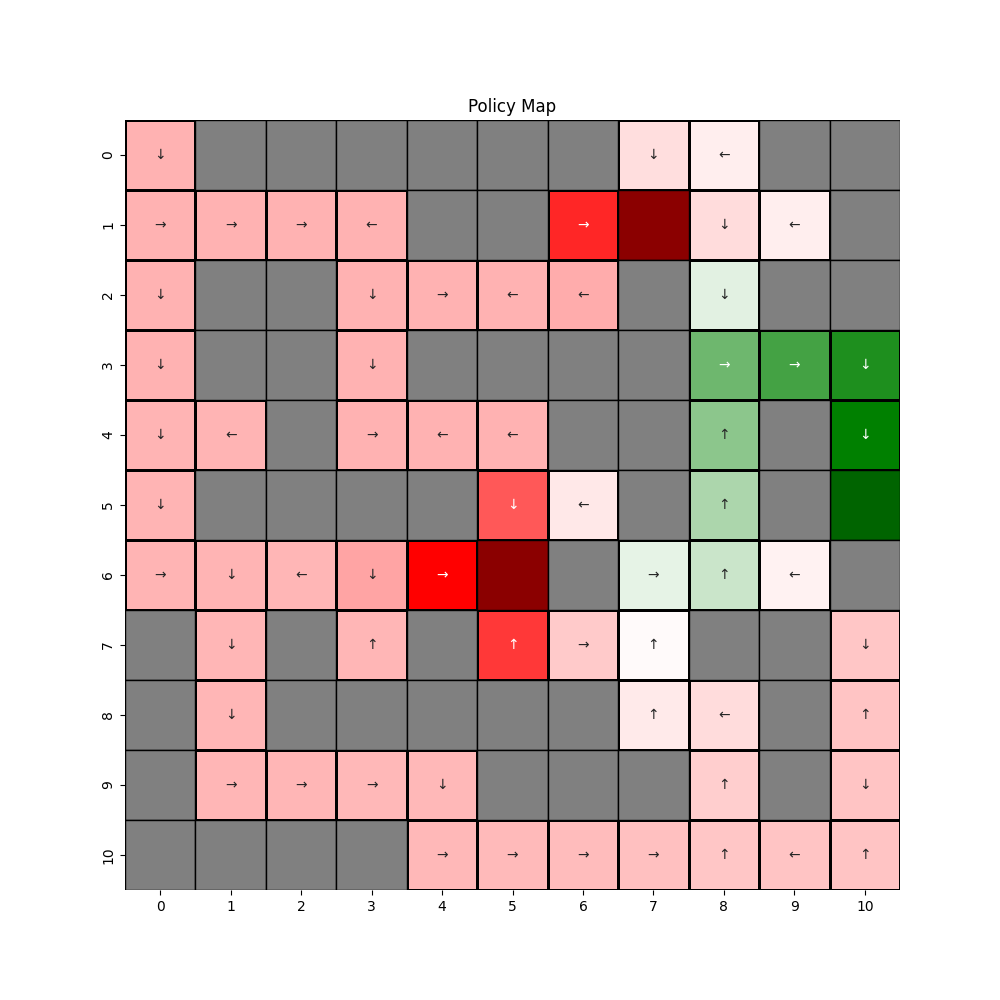 Policy Map
0 ↓ ↓ ←
1 → → → ← → ↓ ←
2 ↓ ↓ → ← ← ↓
3 ↓ ↓ → → ↓
4 ↓ ← → ← ← ↑ ↓
5 ↓ ↓ ← ↑
6 → ↓ ← ↓ → → ↑ ←
7 ↓ ↑ ↑ → ↑ ↓
8 ↓ ↑ ← ↑
9 → → → ↓ ↑ ↓
10 → → → → ↑ ← ↑
0 1 2 3 4 5 6 7 8 9 10